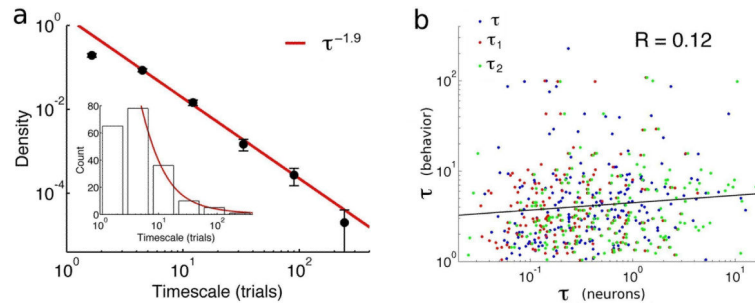 a
10^0
10^-2
10^-4
Density
τ^-1.9
80
60
40
20
0
Count
10^0
10^1
10^2
Timescale (trials)
10^0
10^1
10^2
Timescale (trials)
b
τ
τ1
τ2
R = 0.12
10^2
10^1
10^0
τ (behavior)
10^-1
10^0
10^1
τ (neurons)